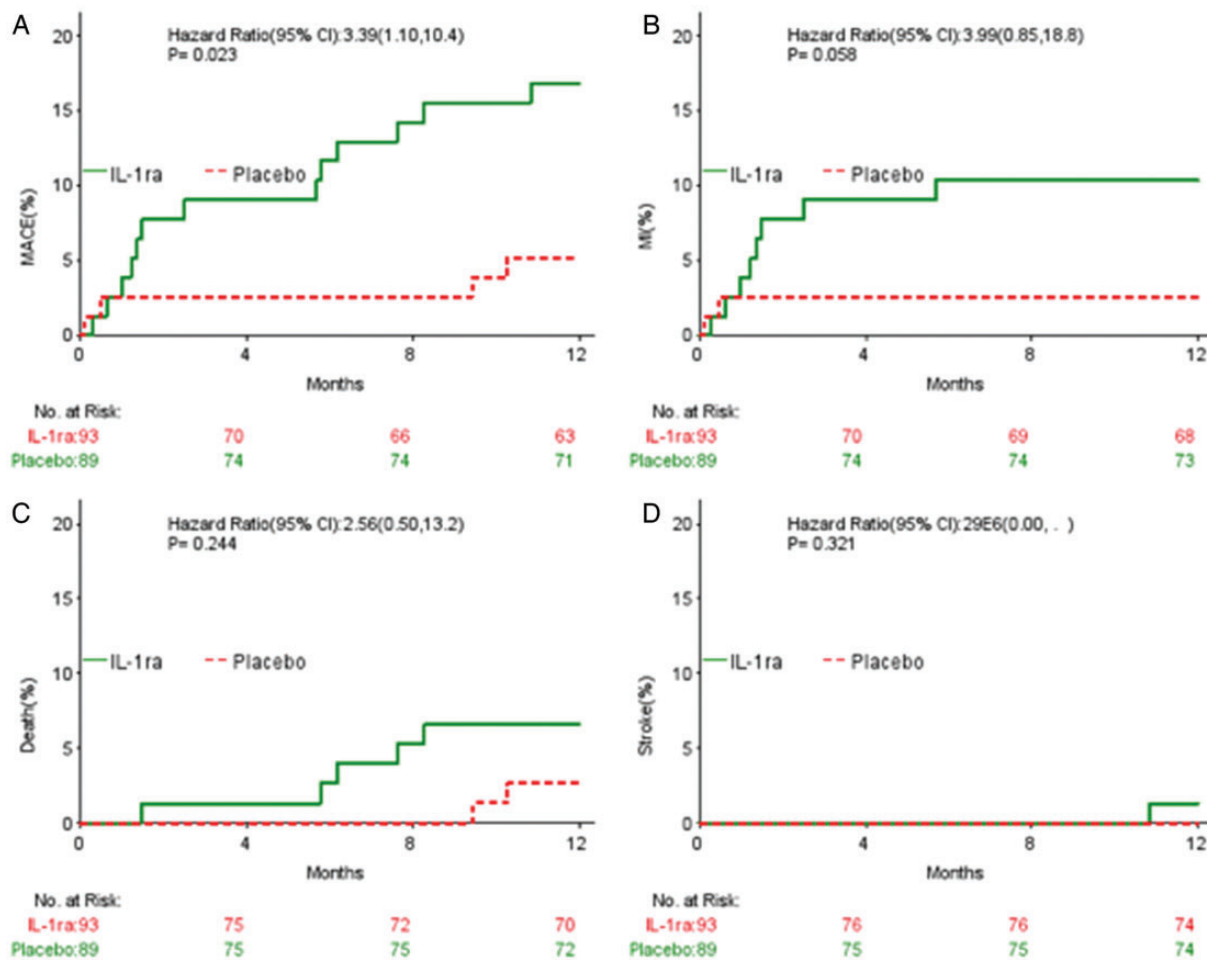 A
Hazard Ratio(95% CI):3.39(1.10,10.4)
P= 0.023
20
15
10
5
0
MACE(%)
IL-1ra Placebo
0 4 8 12
Months
No. at Risk:
IL-1ra:93 70 66 63
Placebo:89 74 74 71
B
Hazard Ratio(95% CI):3.99(0.85,18.8)
P= 0.058
20
15
10
5
0
MI(%)
IL-1ra Placebo
0 4 8 12
Months
No. at Risk:
IL-1ra:93 70 69 68
Placebo:89 74 74 73
C
Hazard Ratio(95% CI):2.56(0.50,13.2)
P= 0.244
20
15
10
5
0
Death(%)
IL-1ra Placebo
0 4 8 12
Months
No. at Risk:
IL-1ra:93 75 72 70
Placebo:89 75 75 72
D
Hazard Ratio(95% CI):29E6(0.00, . )
P= 0.321
20
15
10
5
0
Stroke(%)
IL-1ra Placebo
0 4 8 12
Months
No. at Risk:
IL-1ra:93 76 76 74
Placebo:89 75 75 74